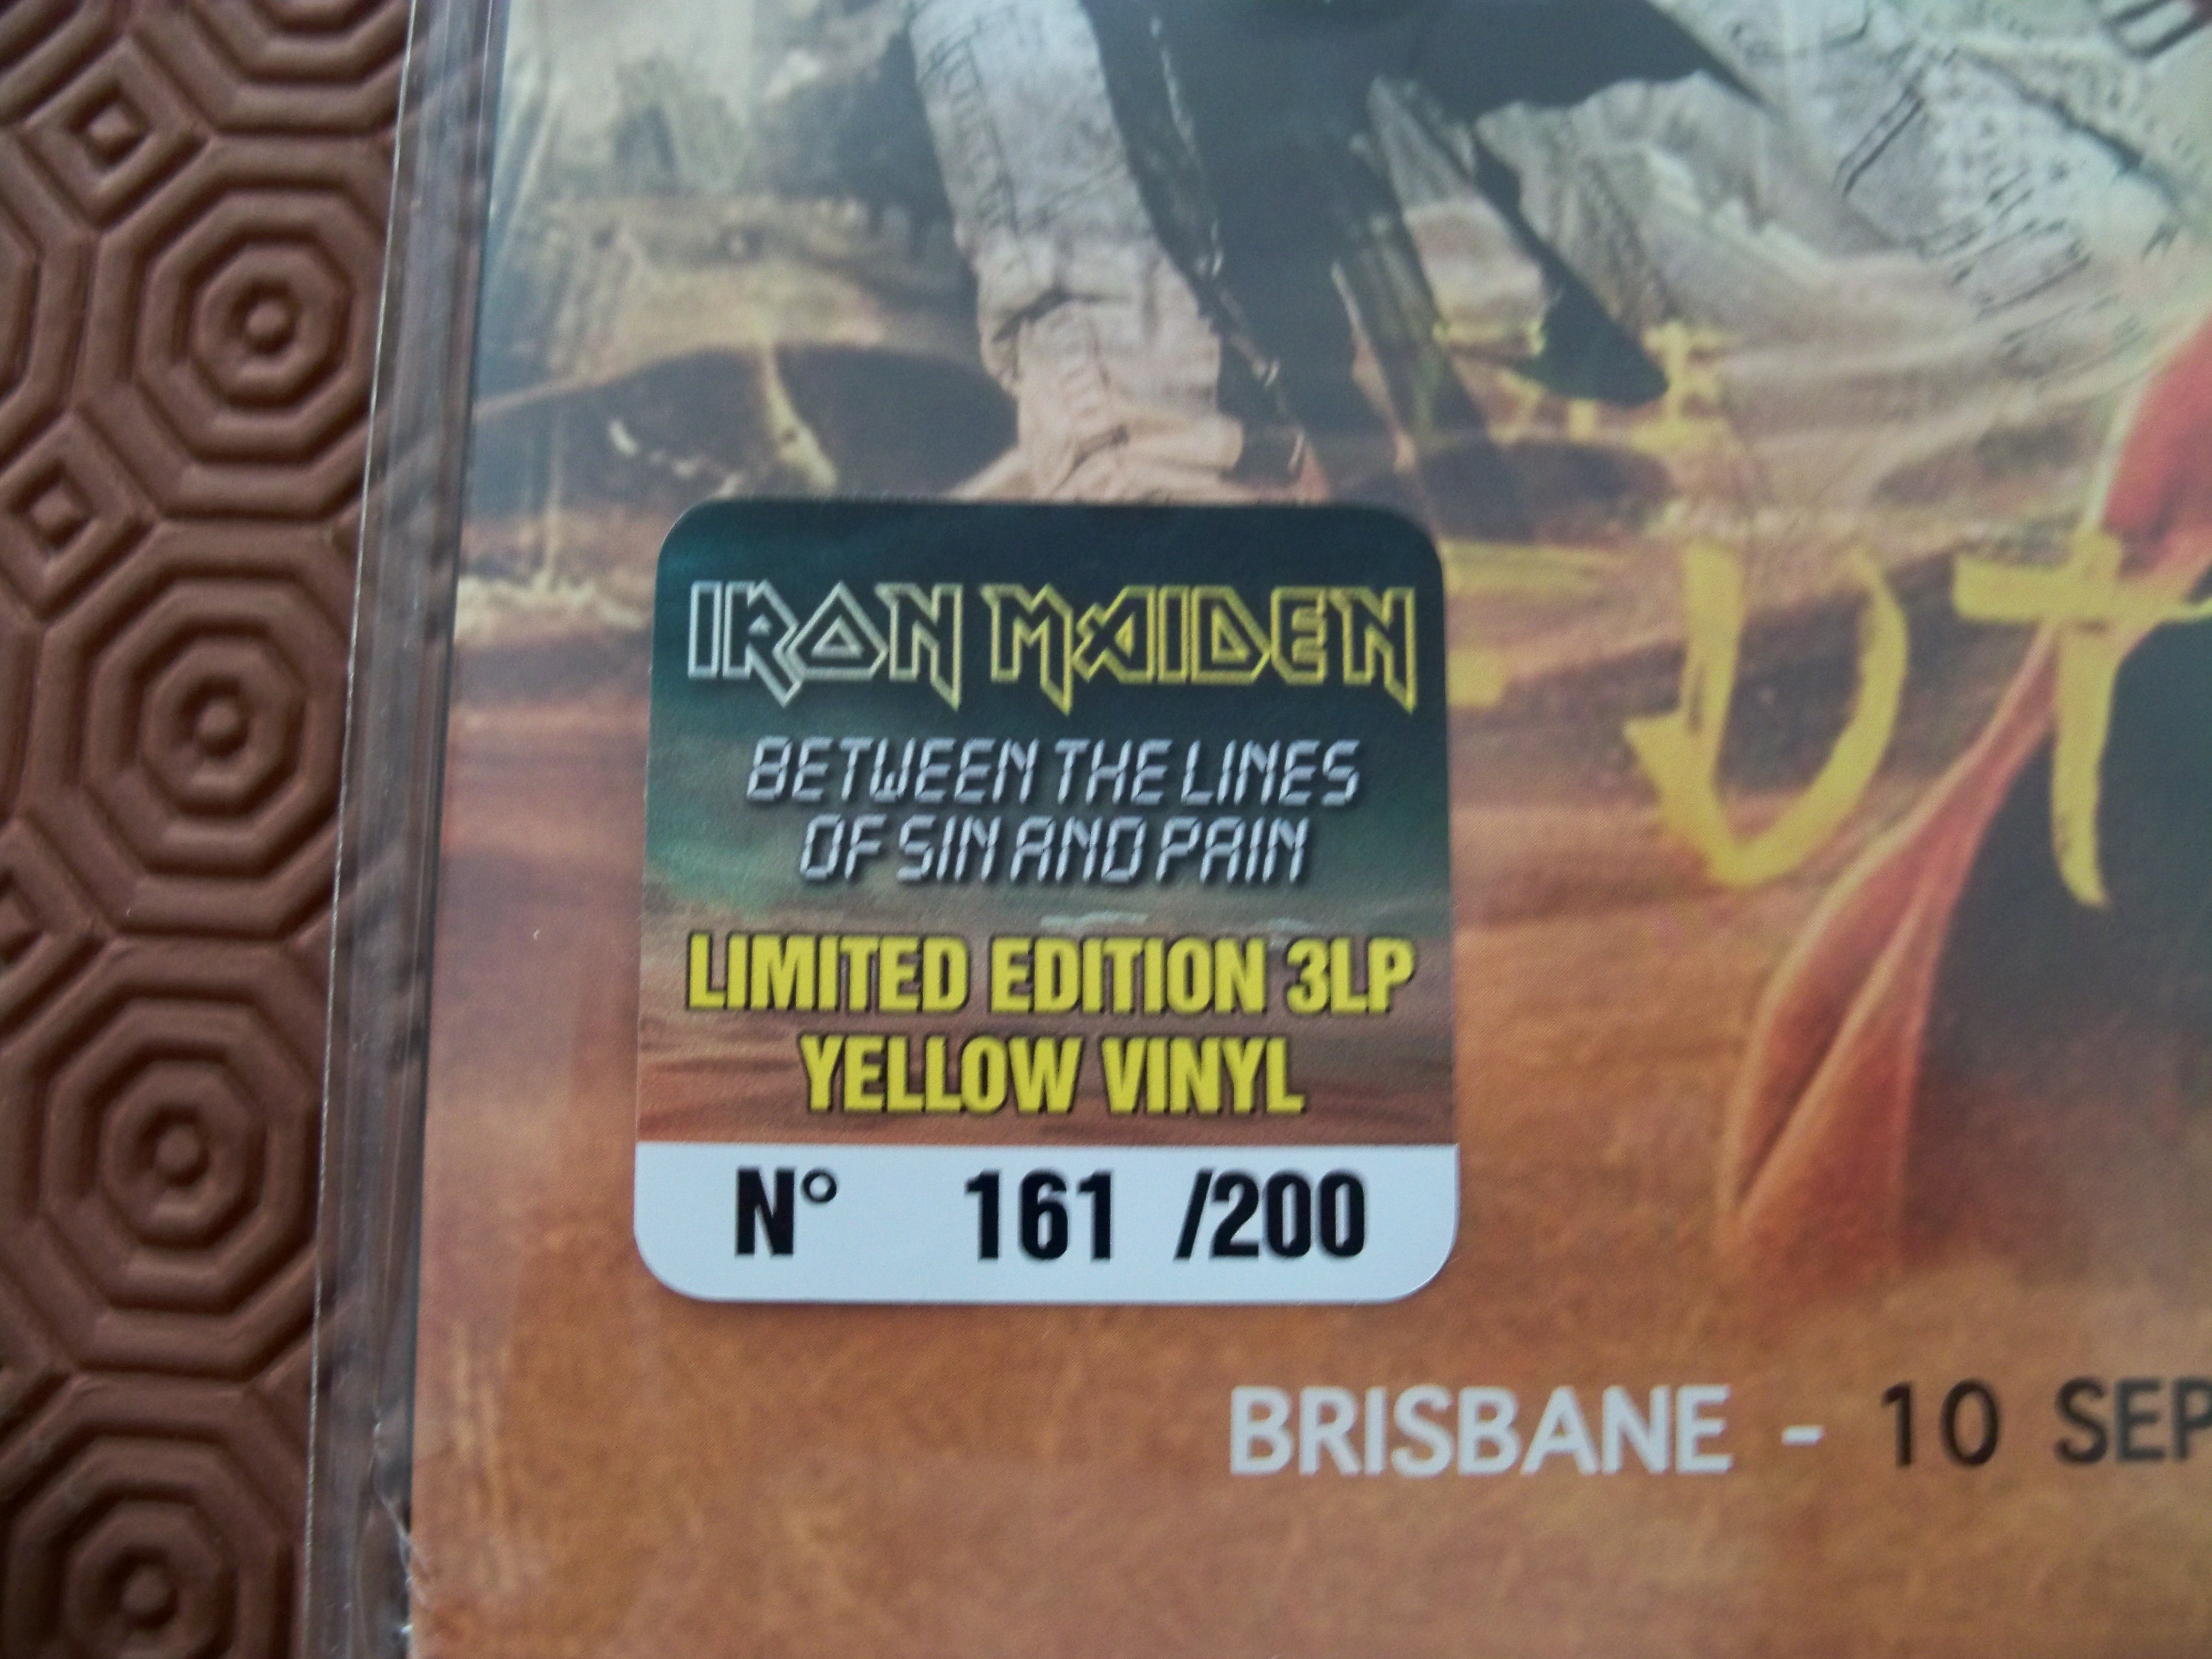 IRON MAIDEN
BETWEEN THE LINES
OF SIN AND PAIN
LIMITED EDITION 3LP
YELLOW VINYL
N° 161 /200
BRISBANE - 10 SEP